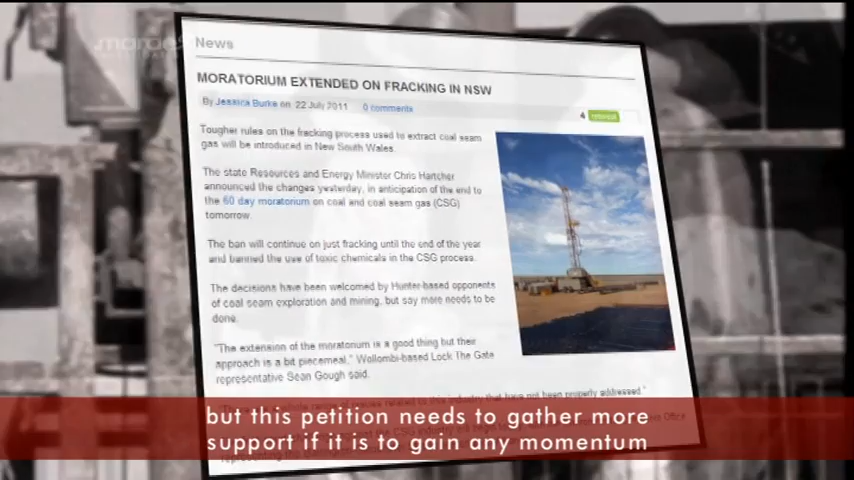 News
MORATORIUM EXTENDED ON FRACKING IN NSW
By Jessica Burke on 22 July 2011 0 comments
4
Tougher rules on the fracking process used to extract coal seam
gas will be introduced in New South Wales.
The state Resources and Energy Minister Chris Hartcher
announced the changes yesterday, in anticipation of the end to
the 60 day moratorium on coal and coal seam gas (CSG)
tomorrow.
The ban will continue on just fracking until the end of the year
and banned the use of toxic chemicals in the CSG process.
The decisions have been welcomed by Hunter-based opponents
of coal seam exploration and mining, but say more needs to be
done.
"The extension of the moratorium is a good thing but their
approach is a bit piecemeal," Wollombi-based Lock The Gate
representative Sean Gough said.
but this petition needs to gather more
support if it is to gain any momentum